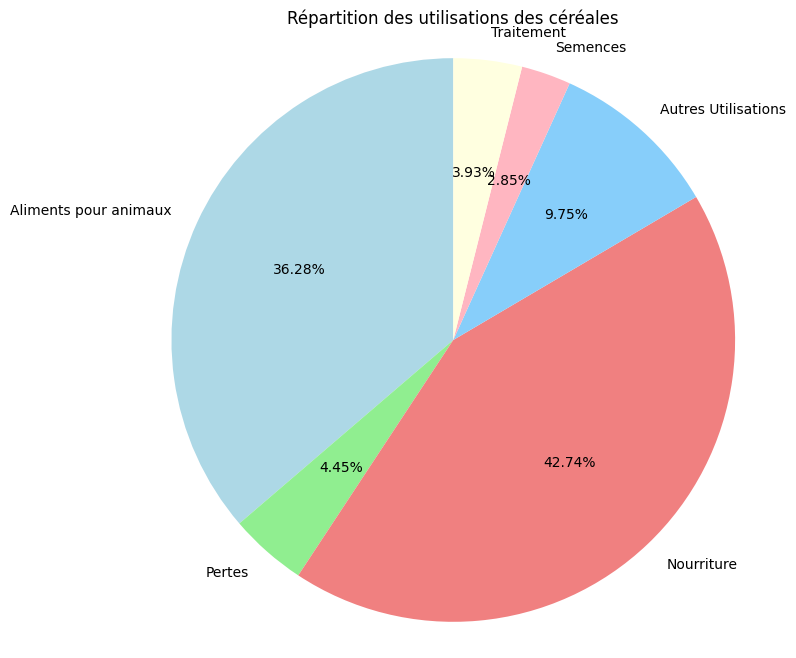 Répartition des utilisations des céréales
Traitement
Semences
Autres Utilisations
3.93%
2.85%
9.75%
Aliments pour animaux
36.28%
42.74%
4.45%
Nourriture
Pertes